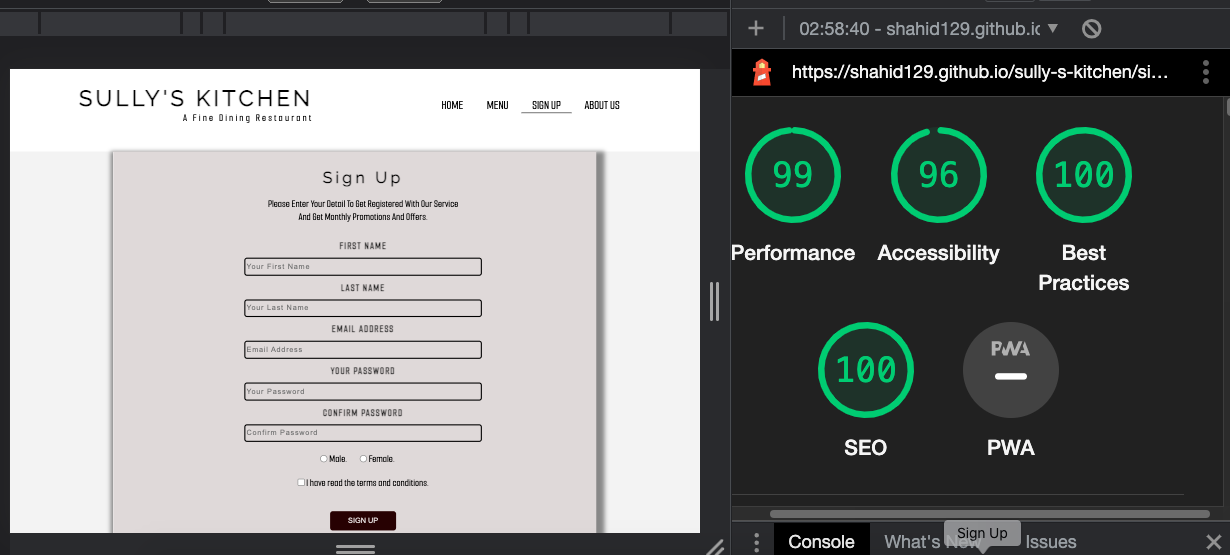 SULLY'S KITCHEN
A Fine Dining Restaurant
HOME MENU SIGN UP ABOUT US
Sign Up
Please Enter Your Detail To Get Registered With Our Service
And Get Monthly Promotions And Offers.
FIRST NAME
Your First Name
LAST NAME
Your Last Name
EMAIL ADDRESS
Email Address
YOUR PASSWORD
Your Password
CONFIRM PASSWORD
Confirm Password
Male. Female.
I have read the terms and conditions.
SIGN UP
02:58:40 - shahid129.github.io
https://shahid129.github.io/sully-s-kitchen/si...
99 96 100
Performance Accessibility Best
Practices
100 PWA
SEO PWA
Sign Up
Console What's New Issues